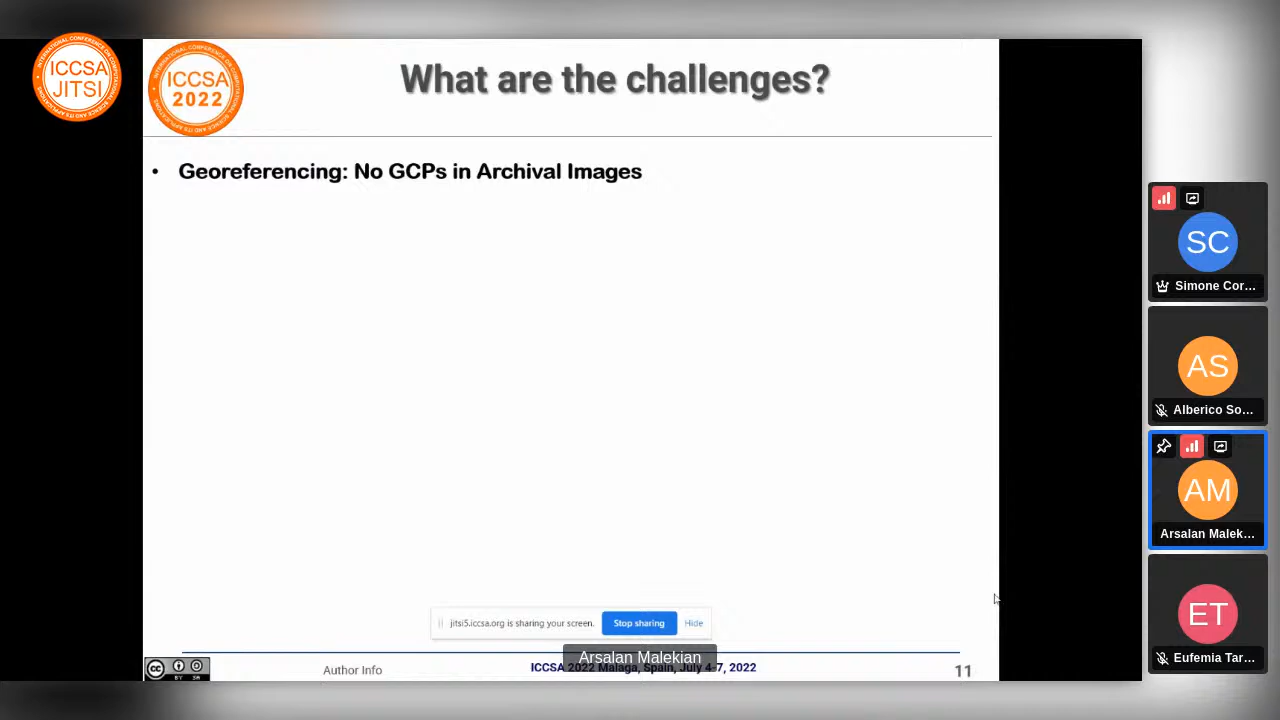 ICCSA
JITSI
ICCSA
2022
What are the challenges?
• Georeferencing: No GCPs in Archival Images
SC
Simone Cor...
AS
Alberico So...
AM
Arsalan Malek...
ET
Eufemia Tar...
jitsi5.iccsa.org is sharing your screen.
Stop sharing
Hide
Arsalan Malekian
cc
BY
Author Info
ICCSA 2022 Malaga, Spain, July 4-7, 2022
11